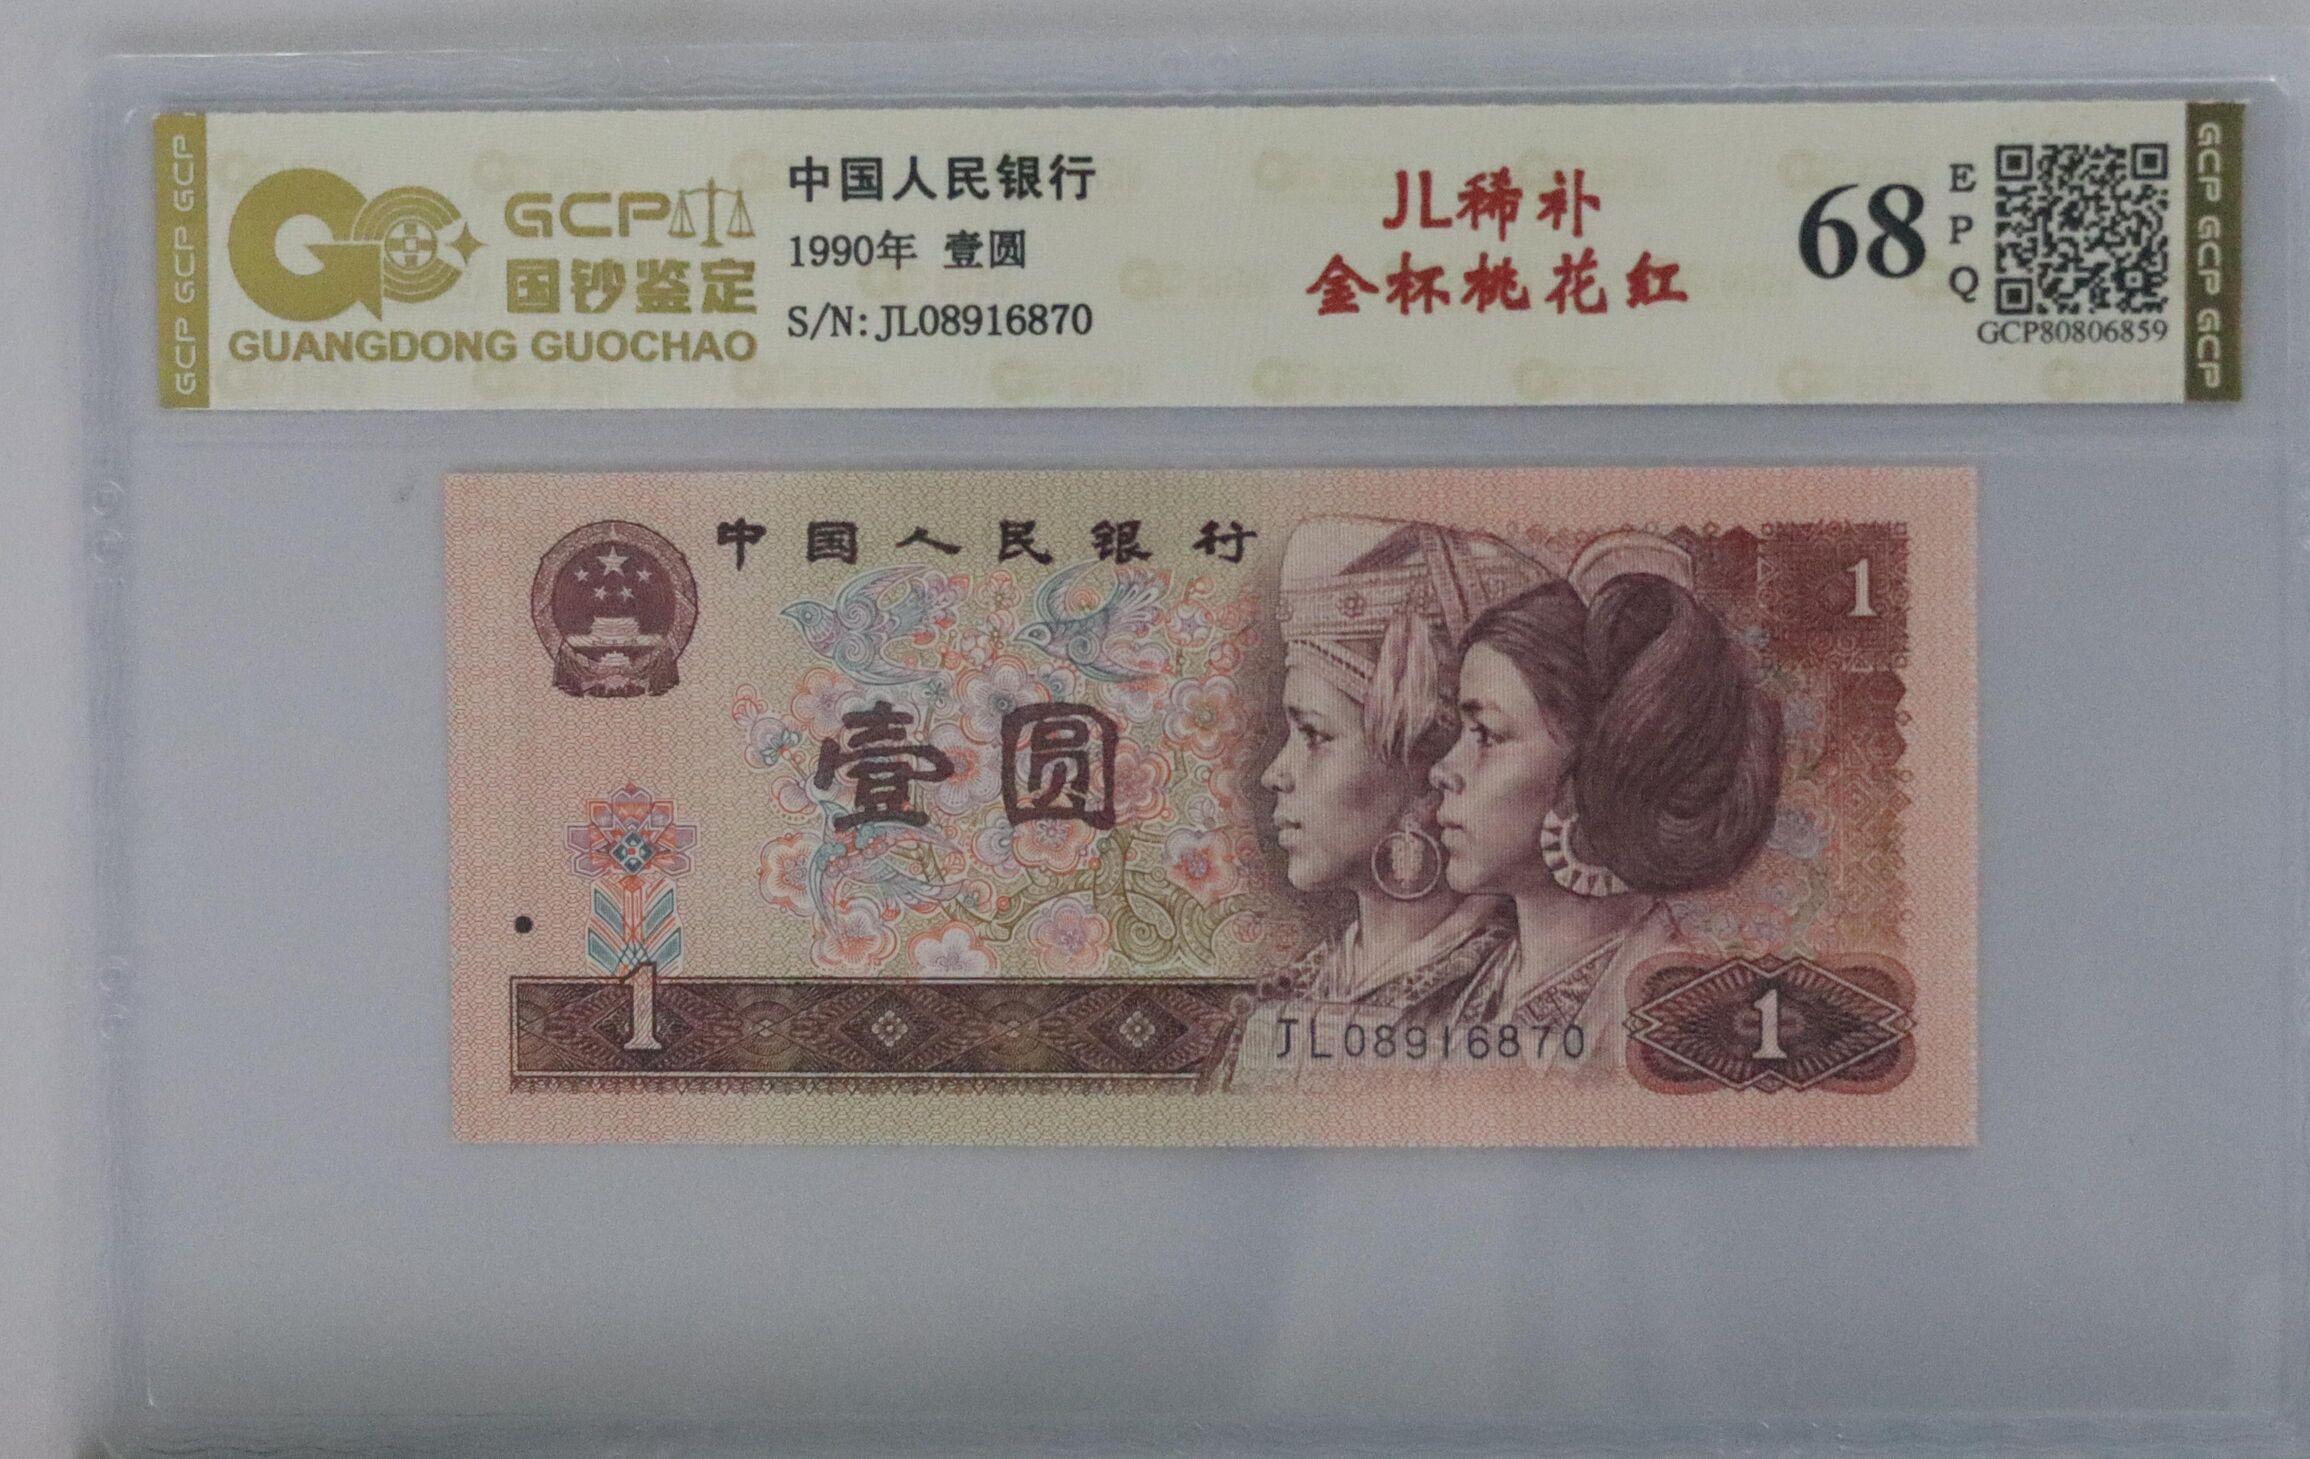 GCP GCP GCP
GCP
国钞鉴定
GUANGDONG GUOCHAO
中国人民银行
1990年 壹圆
S/N: JL08916870
JL稀补
金杯桃花红
68
E
P
Q
GCP80806859
GCP GCP GCP
中国人民银行
1
壹圆
1
JL08916870
1